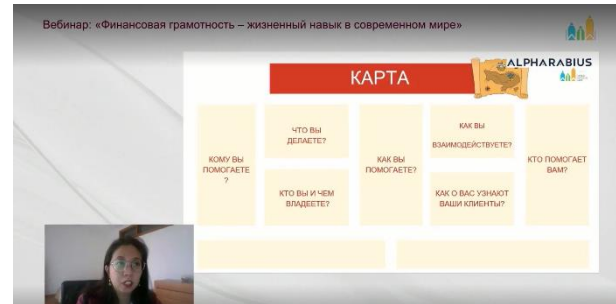 Вебинар: «Финансовая грамотность – жизненный навык в современном мире»
ALPHARABIUS
КАРТА
КОМУ ВЫ
ПОМОГАЕТЕ
?
ЧТО ВЫ
ДЕЛАЕТЕ?
КТО ВЫ И ЧЕМ
ВЛАДЕЕТЕ?
КАК ВЫ
ПОМОГАЕТЕ?
КАК ВЫ
ВЗАИМОДЕЙСТВУЕТЕ?
КАК О ВАС УЗНАЮТ
ВАШИ КЛИЕНТЫ?
КТО ПОМОГАЕТ
ВАМ?